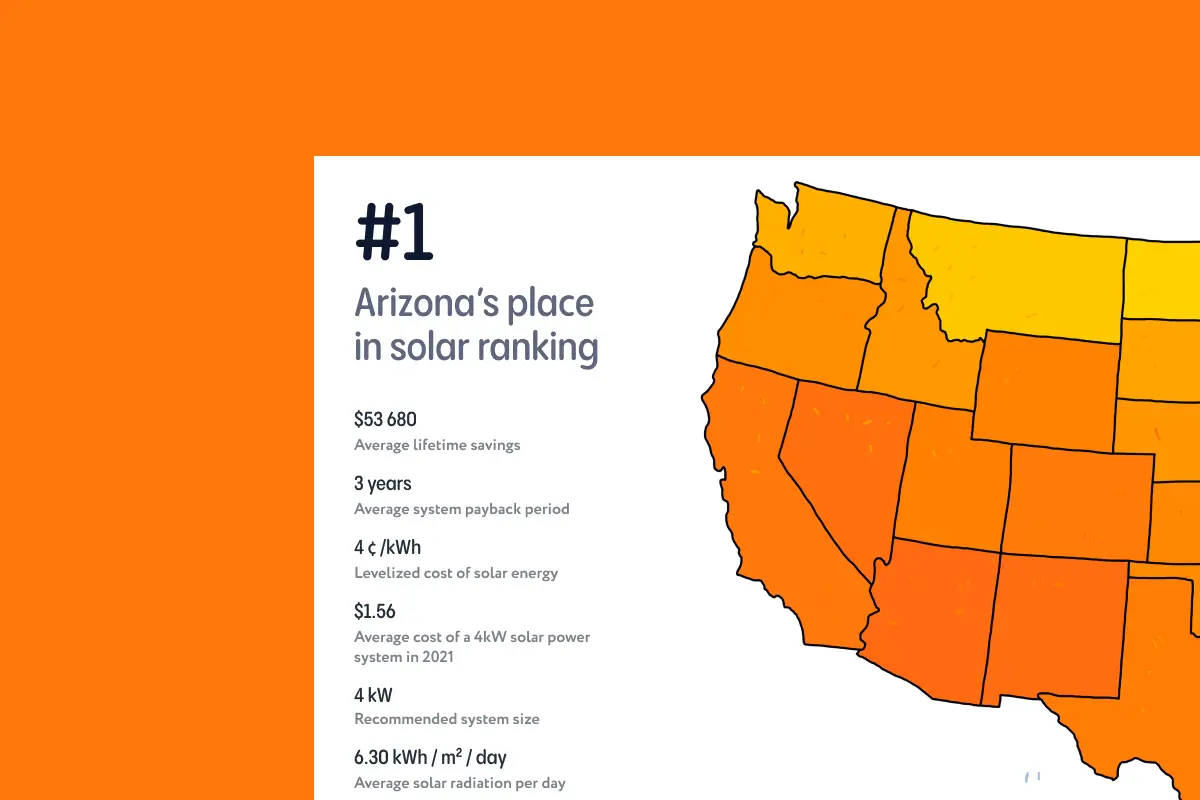 #1
Arizona's place
in solar ranking
$53 680
Average lifetime savings
3 years
Average system payback period
4 ¢ /kWh
Levelized cost of solar energy
$1.56
Average cost of a 4kW solar power
system in 2021
4 kW
Recommended system size
6.30 kWh / m² / day
Average solar radiation per day